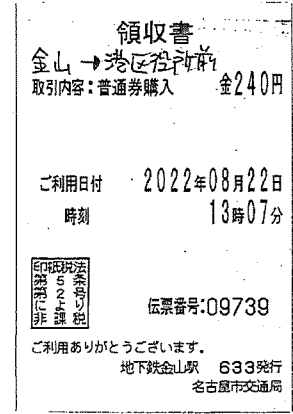 領収書
金山→港区役所前
取引内容:普通券購入 金240円
ご利用日付 2022年08月22日
時刻 13時07分
印紙税法
第5条
第2号
により
非課税
伝票番号:09739
ご利用ありがとうございます。
地下鉄金山駅 633発行
名古屋市交通局